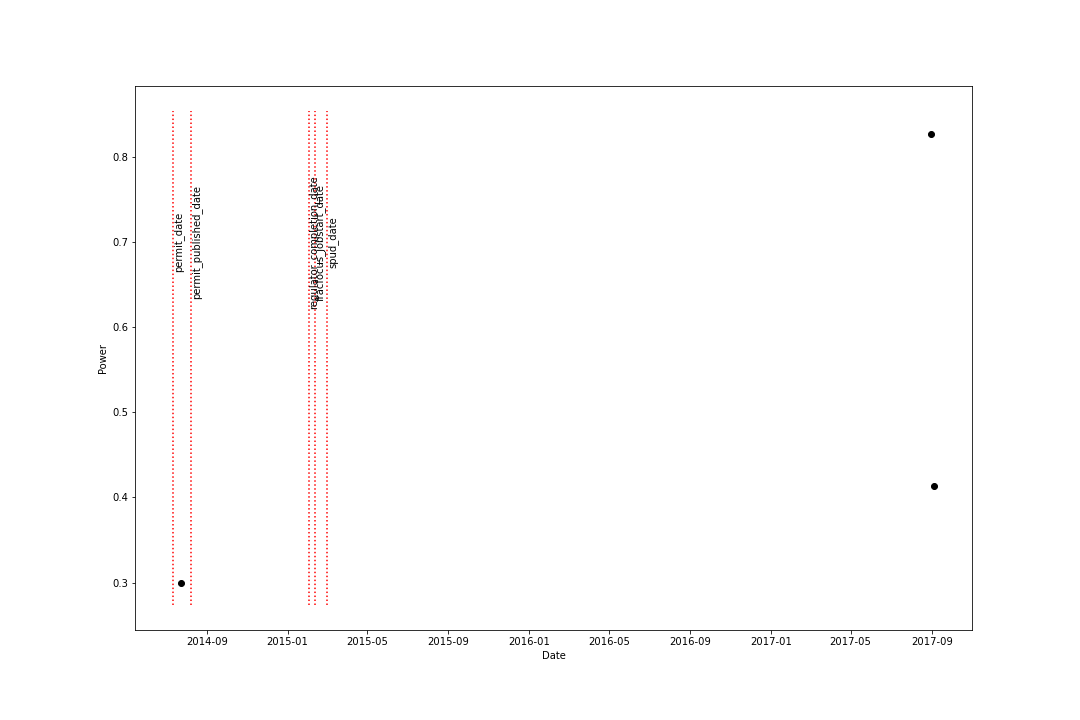 0.8
0.7
0.6
0.5
0.4
0.3
Power
permit_date
permit_published_date
regulator_completion_date
fracfocus_jobstart_date
spud_date
2014-09
2015-01
2015-05
2015-09
2016-01
2016-05
2016-09
2017-01
2017-05
2017-09
Date